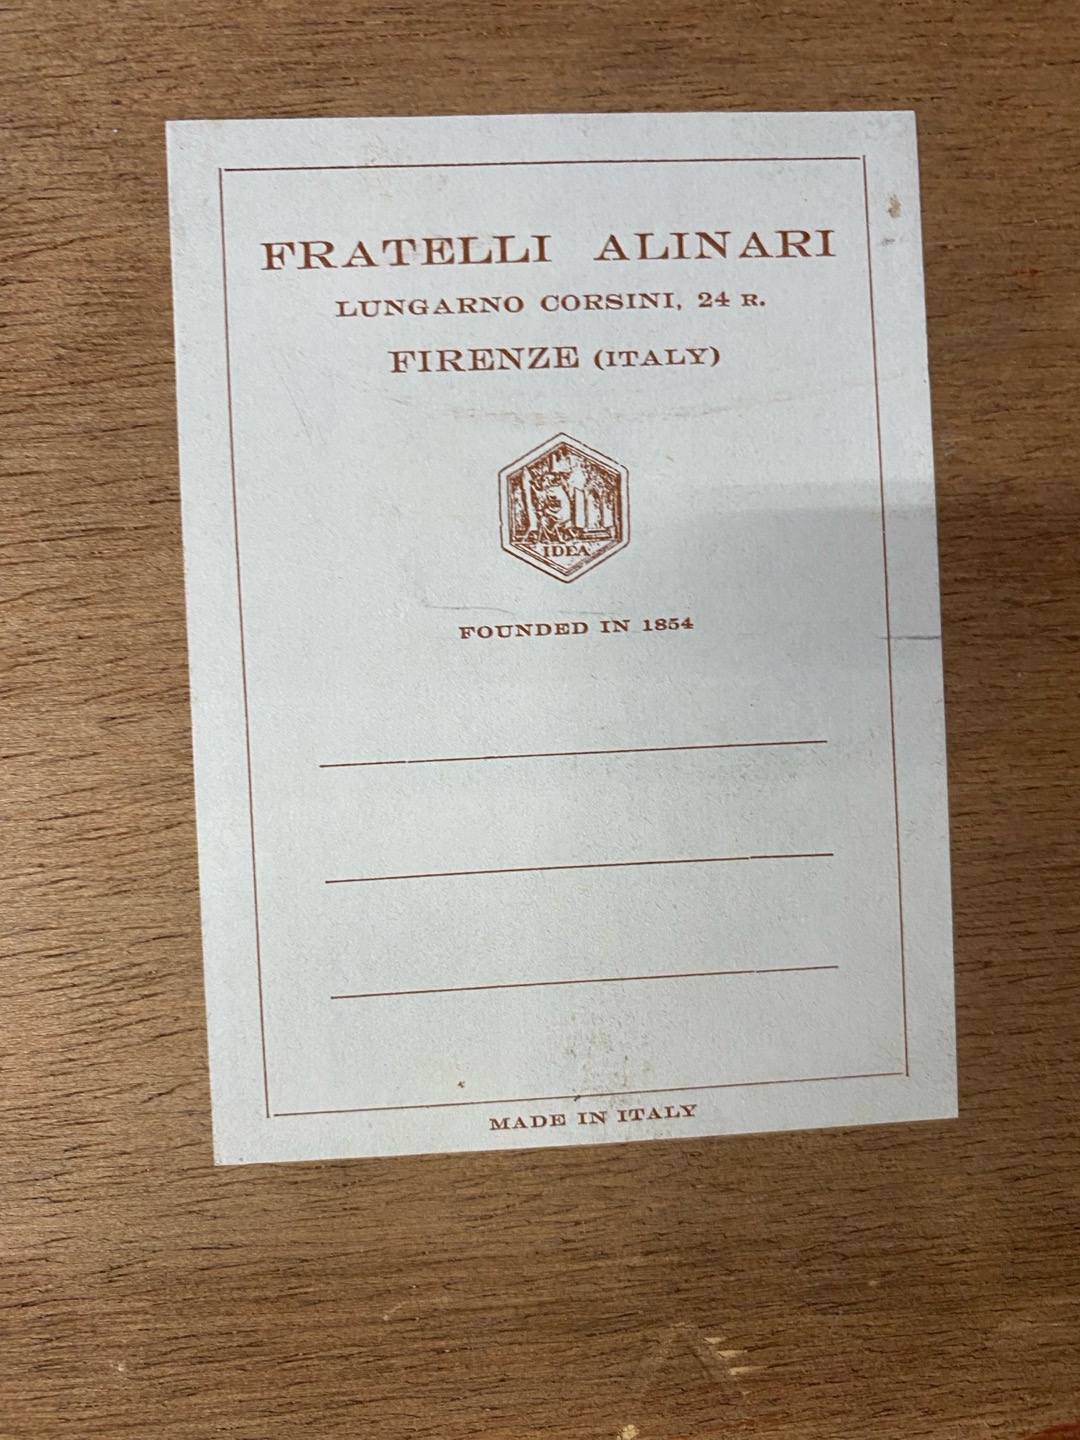 FRATELLI ALINARI
LUNGARNO CORSINI, 24 R.
FIRENZE (ITALY)
IDEA
FOUNDED IN 1854
MADE IN ITALY